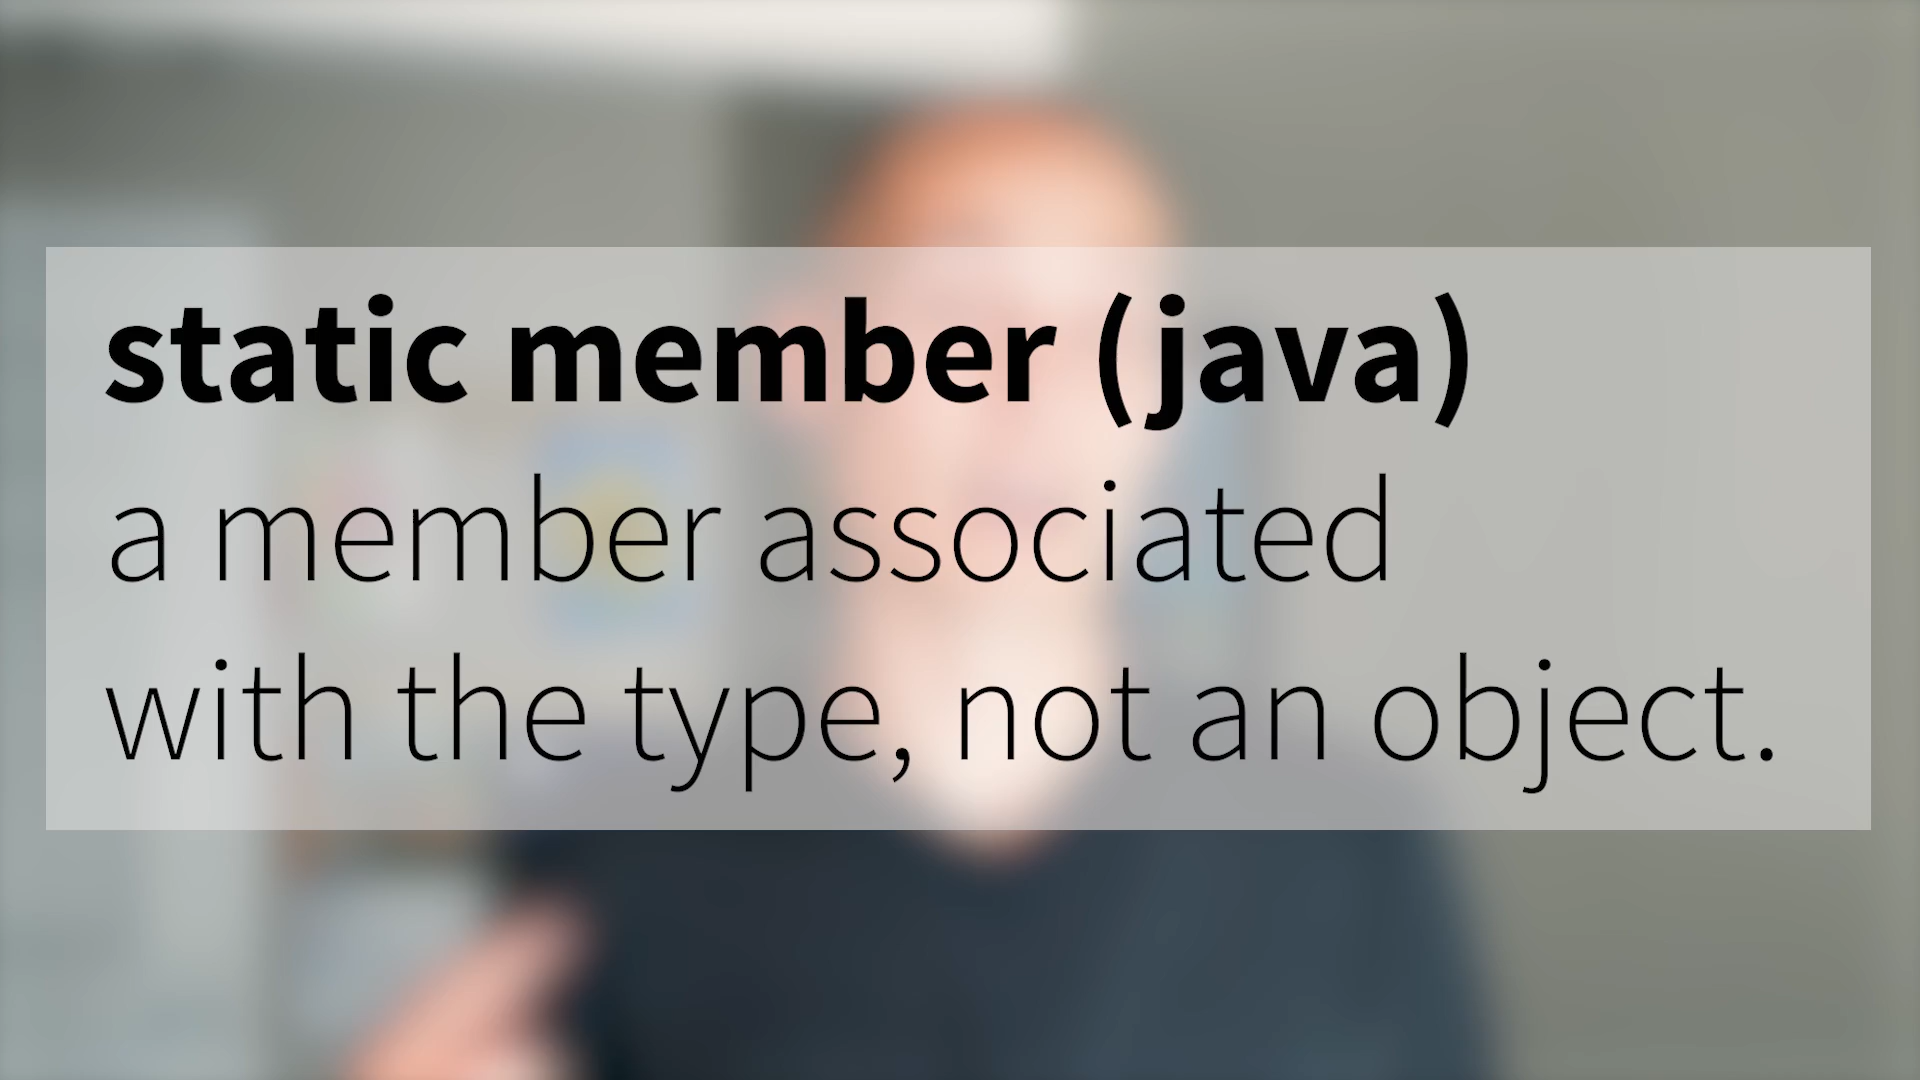 static member (java)
a member associated
with the type, not an object.